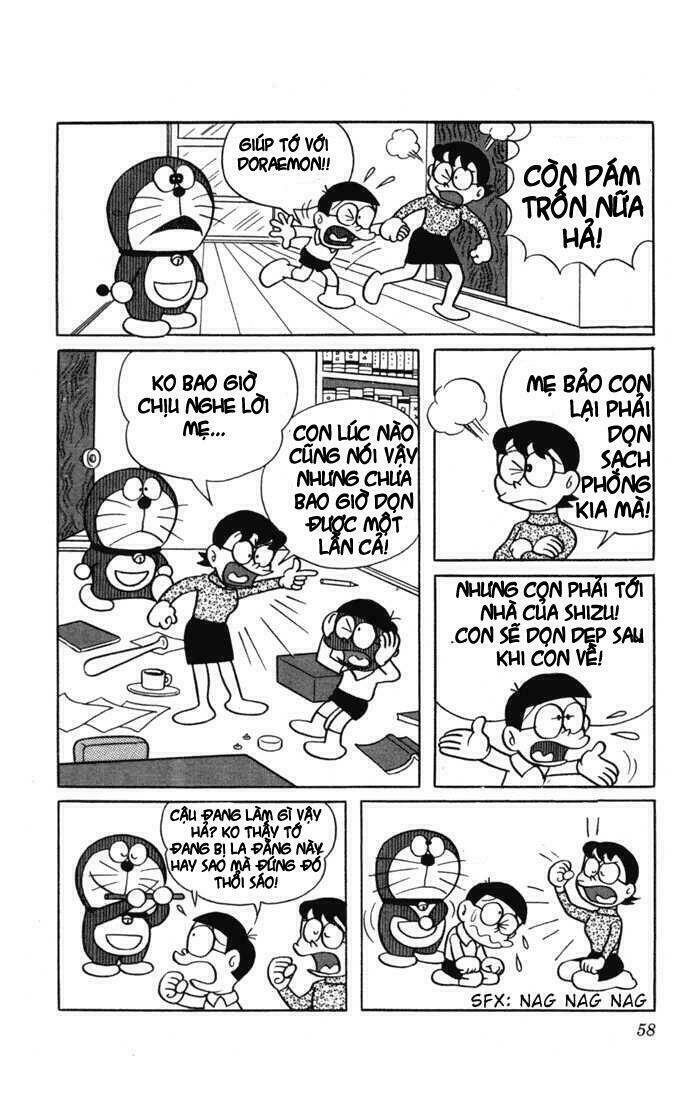 GIÚP TỚ VỚI
DORAEMON!!
CÒN DÁM
TRỐN NỮA
HẢ!
KO BAO GIỜ
CHỊU NGHE LỜI
MẸ...
CON LÚC NÀO
CŨNG NÓI VẬY
NHƯNG CHƯA
BAO GIỜ DỌN
ĐƯỢC MỘT
LẦN CẢ!
MẸ BẢO CON
LẠI PHẢI
DỌN
SẠCH
PHÒNG
KIA MÀ!
NHƯNG CON PHẢI TỚI
NHÀ CỦA SHIZU!
.CON SẼ DỌN DẸP SAU
KHI CON VỀ!
CẬU ĐANG LÀM GÌ VẬY
HẢ? KO THẤY TỚ
ĐANG BỊ LA ĐẰNG NÀY
HAY SAO MÀ ĐỨNG ĐÓ
THỔI SÁO!
SFX: NAG NAG NAG
58